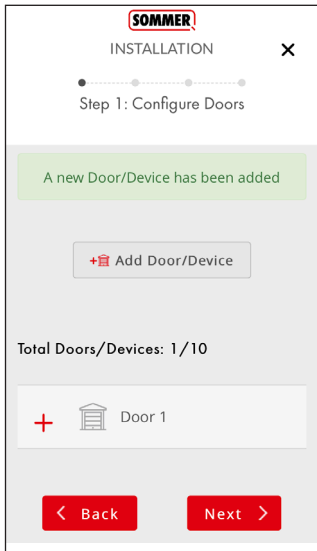 SOMMER
INSTALLATION
Step 1: Configure Doors
A new Door/Device has been added
Add Door/Device
Total Doors/Devices: 1/10
Door 1
Back
Next